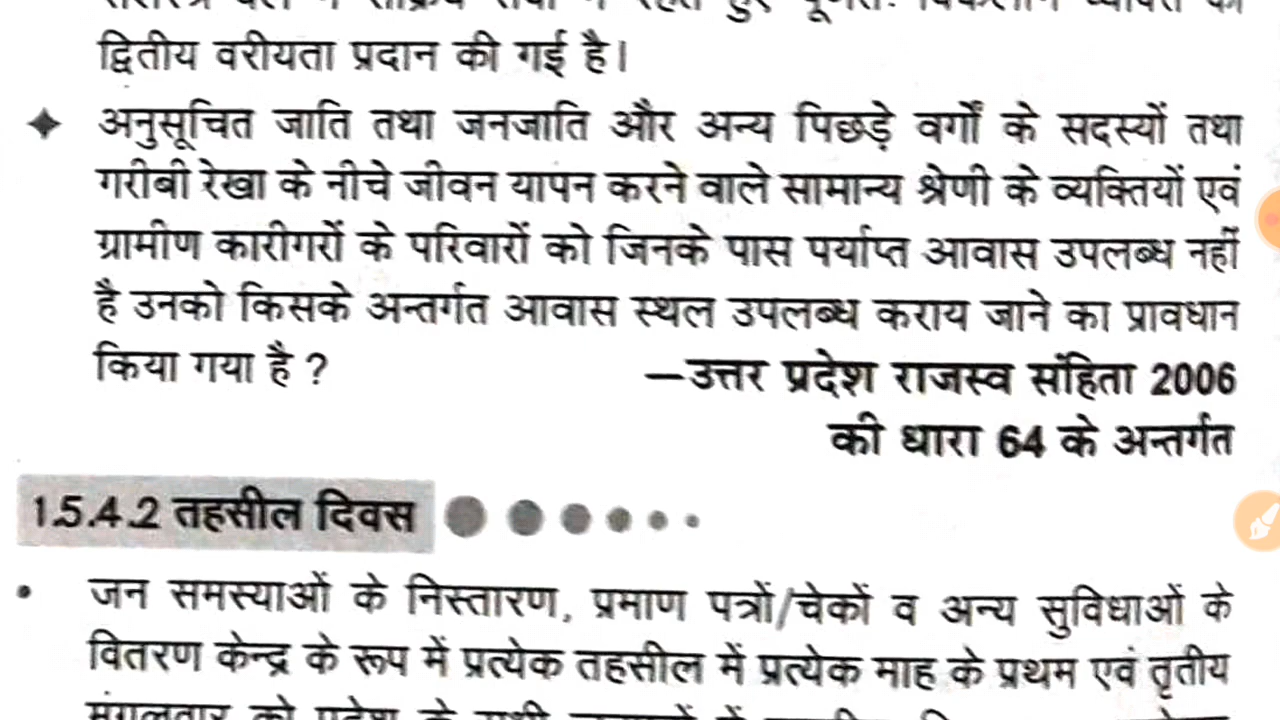 द्वितीय वरीयता प्रदान की गई है।
✦ अनुसूचित जाति तथा जनजाति और अन्य पिछड़े वर्गों के सदस्यों तथा
गरीबी रेखा के नीचे जीवन यापन करने वाले सामान्य श्रेणी के व्यक्तियों एवं
ग्रामीण कारीगरों के परिवारों को जिनके पास पर्याप्त आवास उपलब्ध नहीं
है उनको किसके अन्तर्गत आवास स्थल उपलब्ध कराय जाने का प्रावधान
किया गया है ? —उत्तर प्रदेश राजस्व संहिता 2006
की धारा 64 के अन्तर्गत
1.5.4.2 तहसील दिवस
• जन समस्याओं के निस्तारण, प्रमाण पत्रों/चेकों व अन्य सुविधाओं के
वितरण केन्द्र के रूप में प्रत्येक तहसील में प्रत्येक माह के प्रथम एवं तृतीय